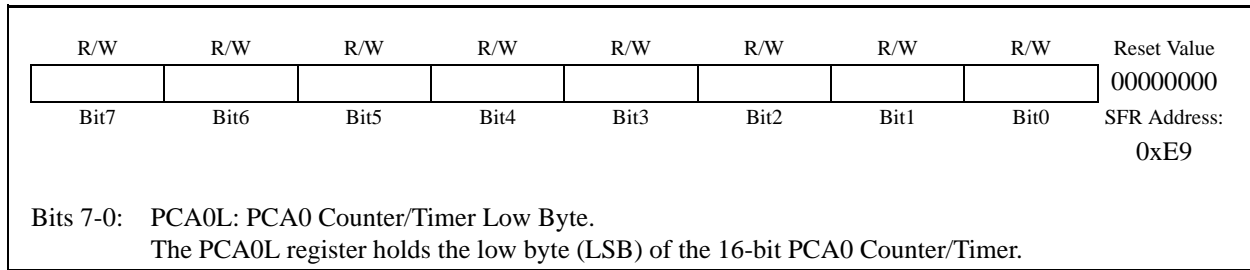 R/W R/W R/W R/W R/W R/W R/W R/W Reset Value
00000000
Bit7 Bit6 Bit5 Bit4 Bit3 Bit2 Bit1 Bit0 SFR Address:
0xE9
Bits 7-0: PCA0L: PCA0 Counter/Timer Low Byte.
The PCA0L register holds the low byte (LSB) of the 16-bit PCA0 Counter/Timer.